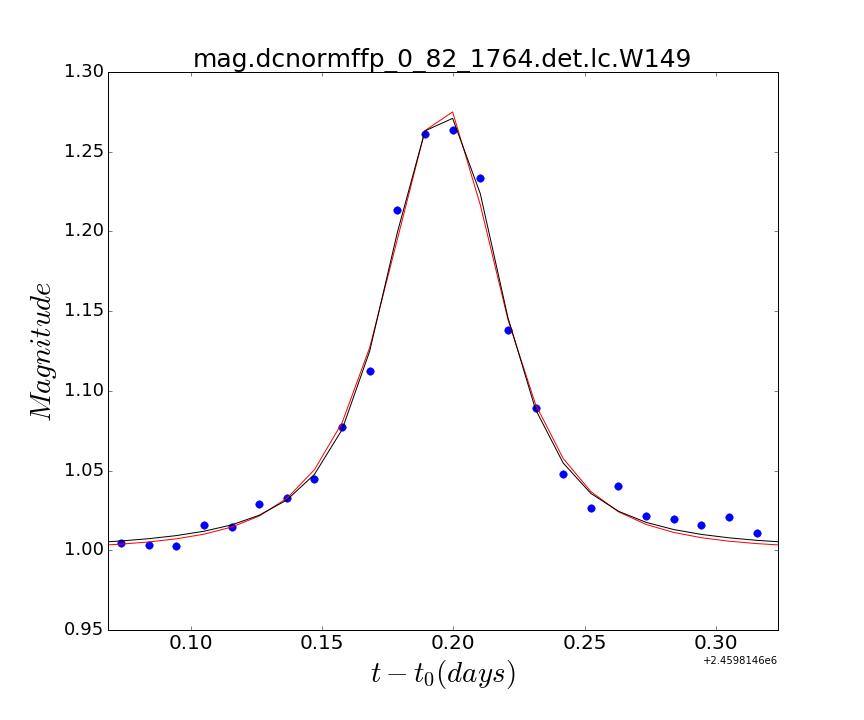 mag.dcnormffp_0_82_1764.det.lc.W149
1.30
1.25
1.20
1.15
1.10
1.05
1.00
0.95
Magnitude
0.10 0.15 0.20 0.25 0.30
+2.4598146e6
t − t₀(days)